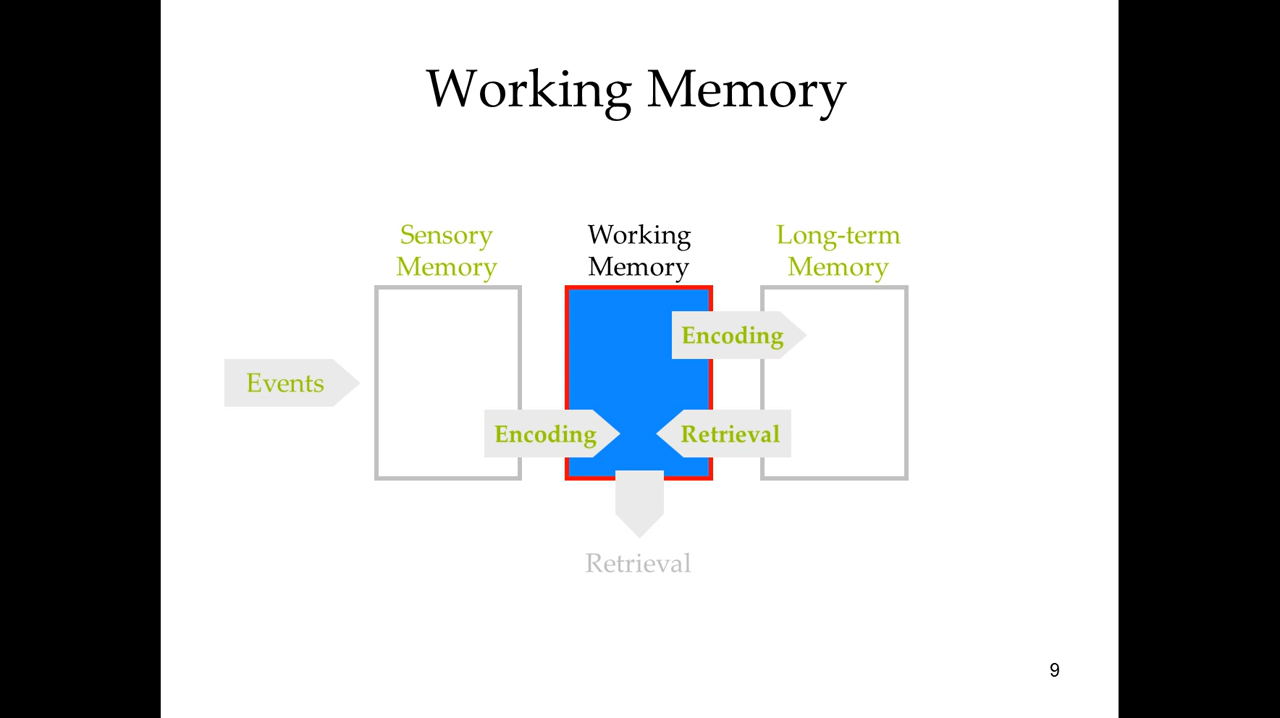 Working Memory
Sensory
Memory
Working
Memory
Long-term
Memory
Encoding
Events
Encoding
Retrieval
Retrieval
9